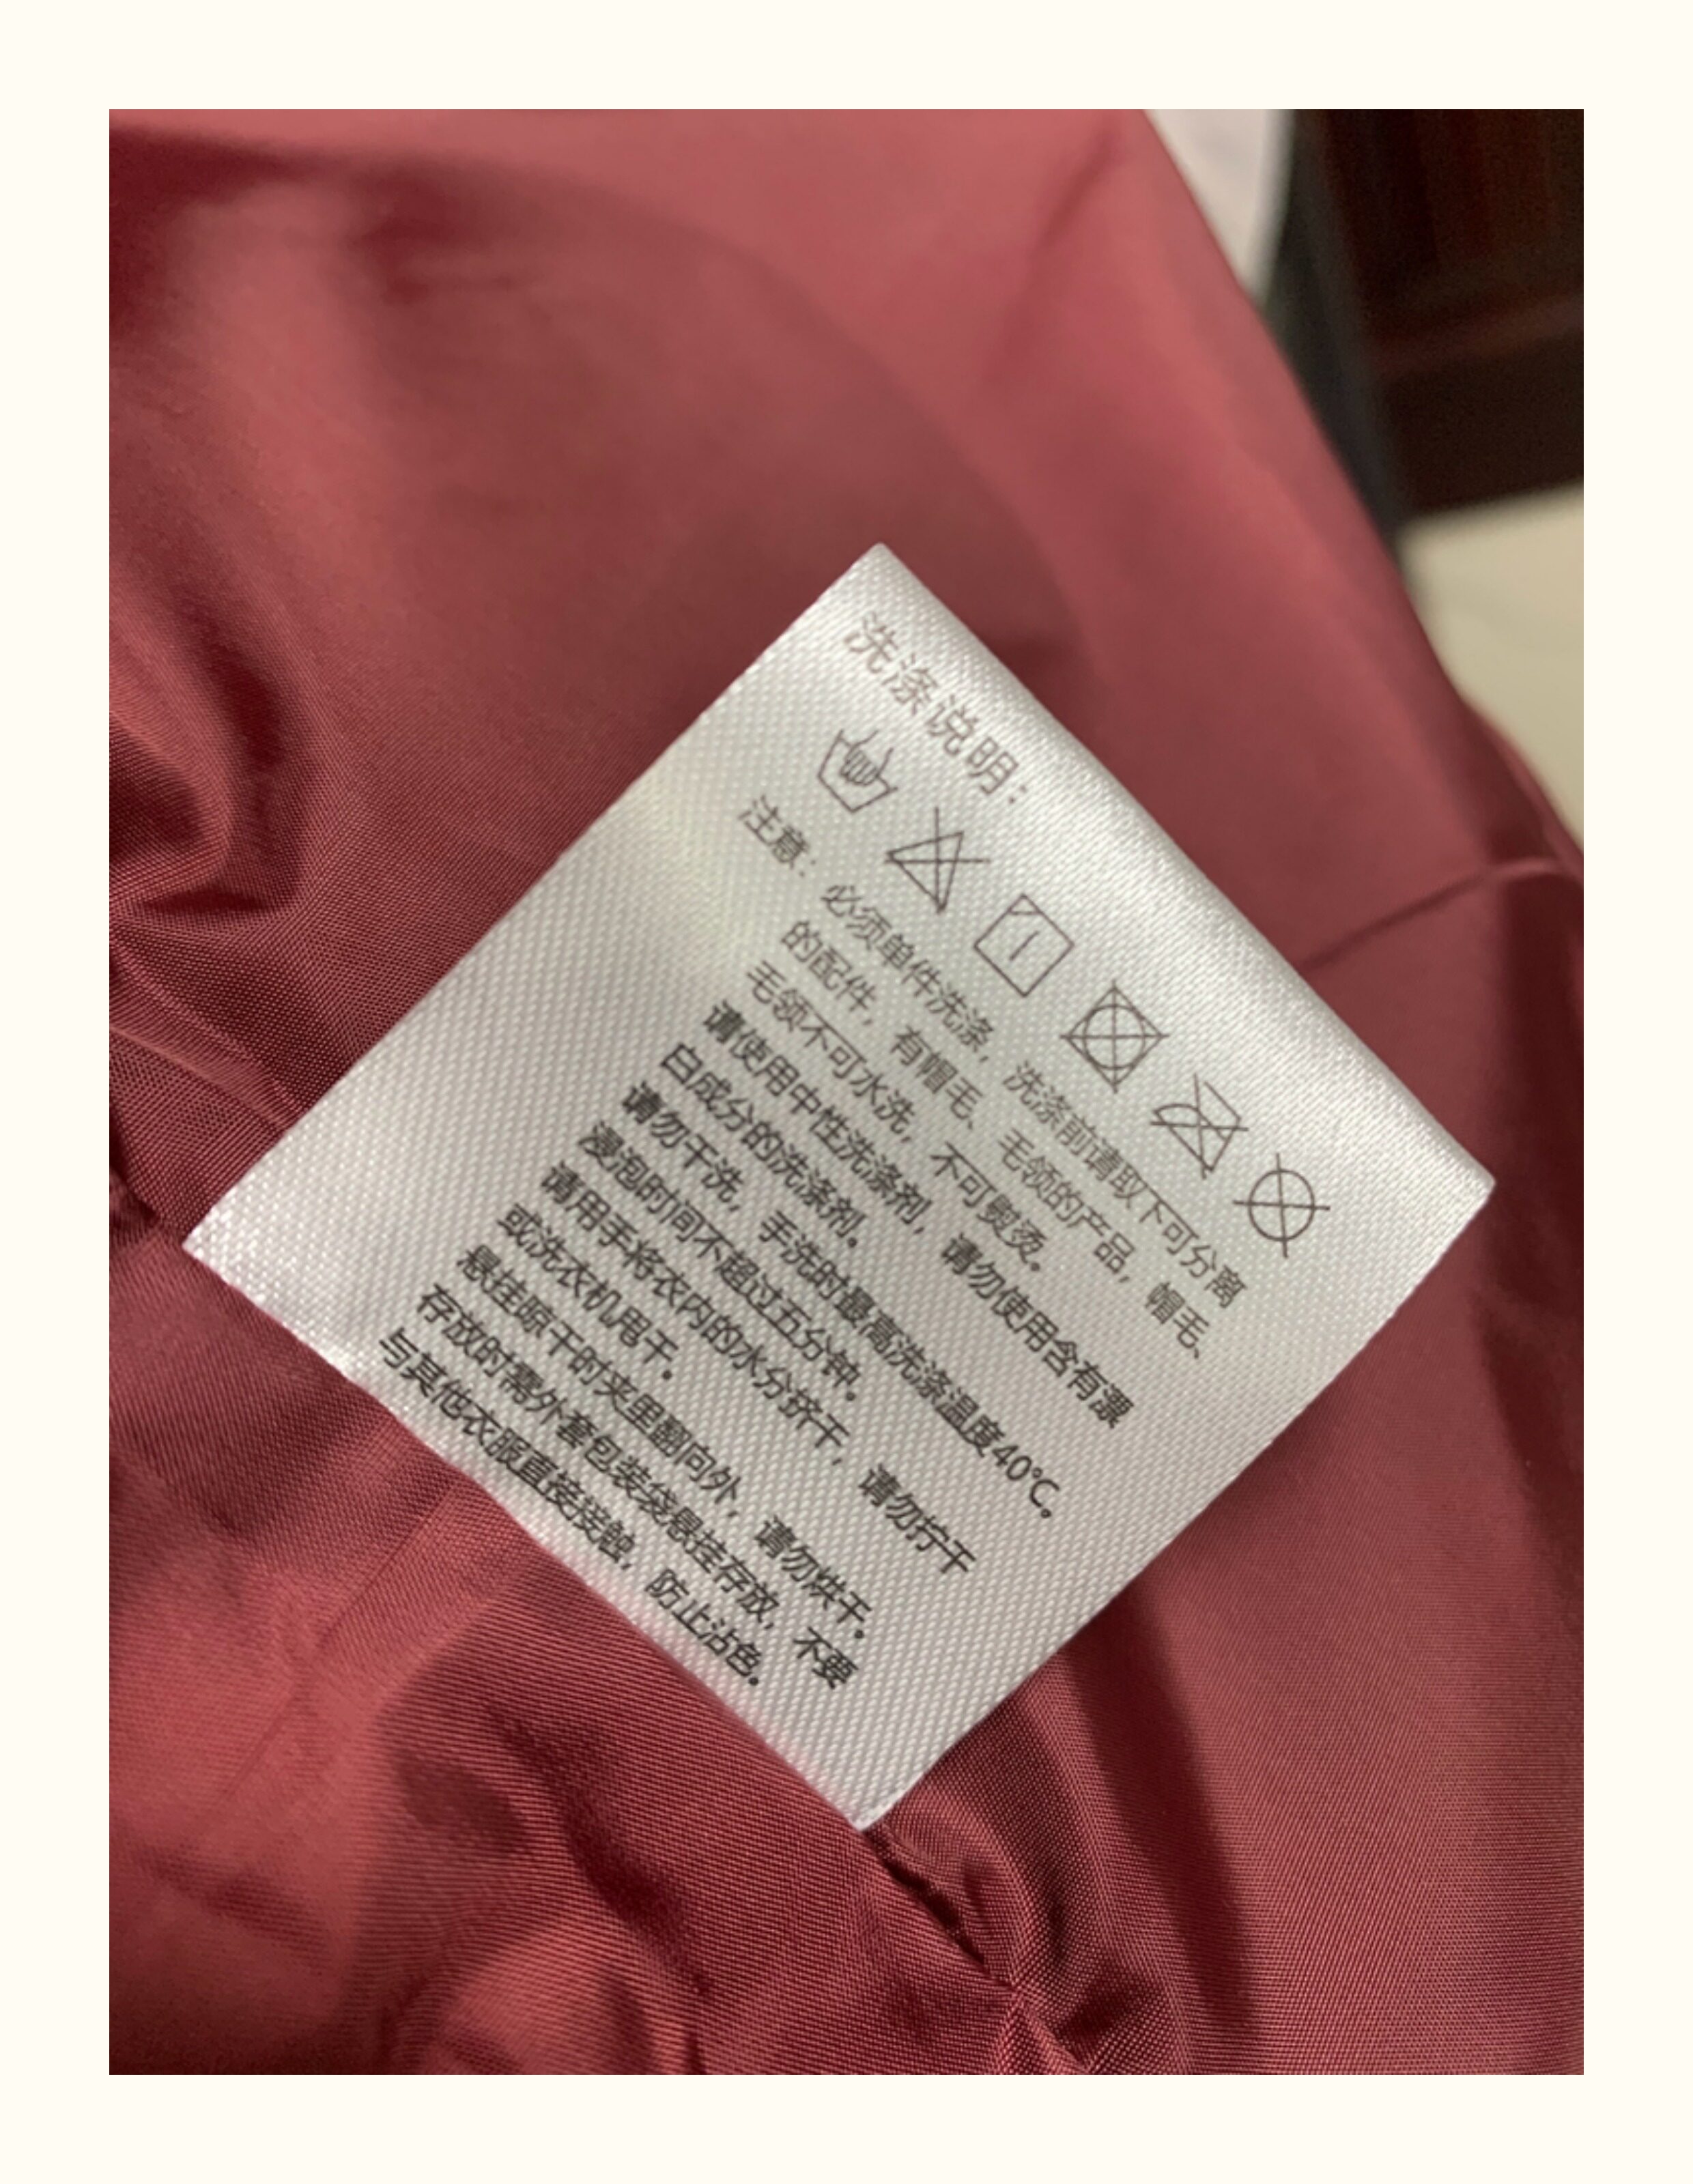 洗涤说明：
注意：必须单件洗涤，洗涤前请取下可分离
的配件，有帽毛、毛领的产品，帽毛、
毛领不可水洗，不可熨烫。
请使用中性洗涤剂，请勿使用含有漂
白成分的洗涤剂。
请勿干洗，手洗时最高洗涤温度40℃。
浸泡时间不超过五分钟。
请用手将衣内的水分挤干，请勿拧干
或洗衣机甩干。
悬挂晾干时夹里翻向外，请勿烘干。
存放时需外套包装袋悬挂存放，不要
与其他衣服直接接触，防止沾色。